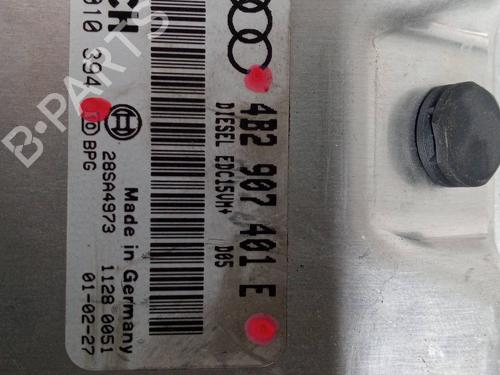 CH
010 394
BPG
28SA4973
Made in Germany
1128 0051
01-02-27
4B2 907 401 E
DIESEL EDC15VM+
D05
B-PARTS